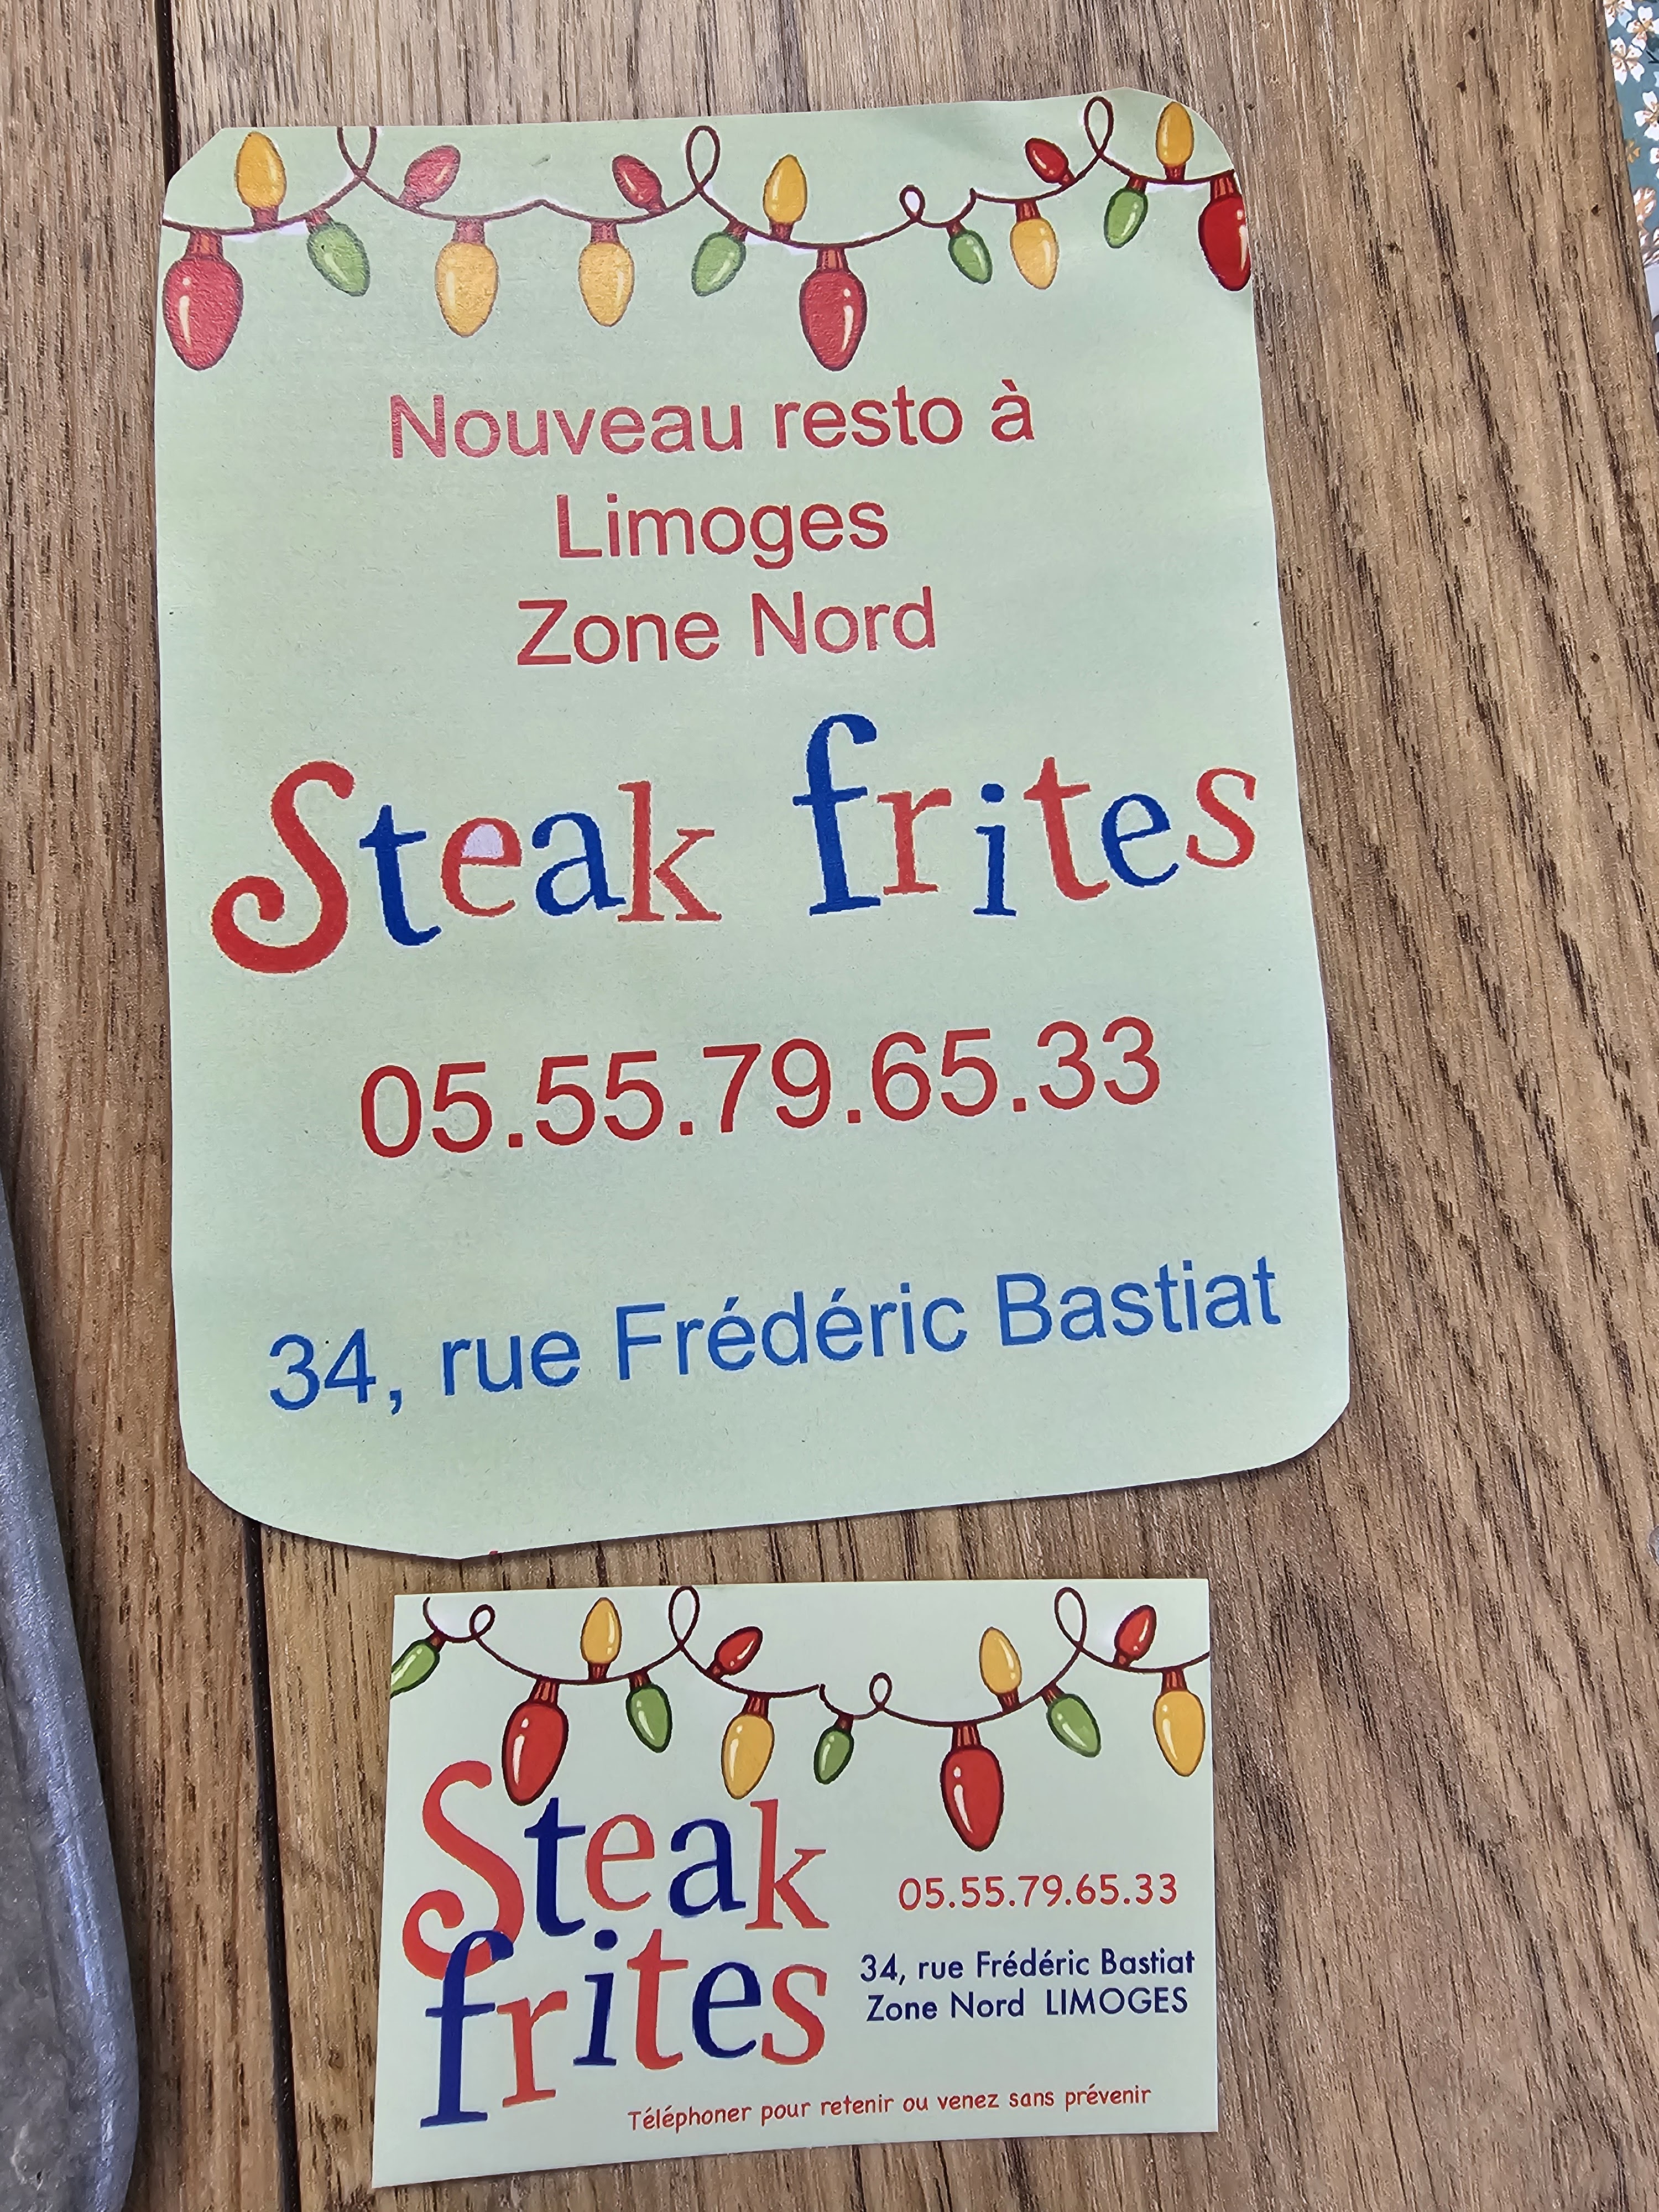 Nouveau resto à
Limoges
Zone Nord
Steak frites
05.55.79.65.33
34, rue Frédéric Bastiat
Steak
frites
05.55.79.65.33
34, rue Frédéric Bastiat
Zone Nord LIMOGES
Téléphoner pour retenir ou venez sans prévenir